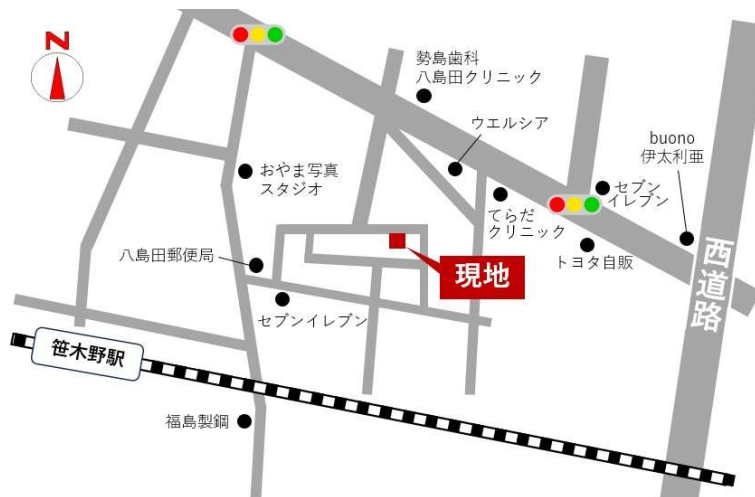 N
勢島歯科
八島田クリニック
ウエルシア
buono
伊太利亜
おやま写真
スタジオ
セブン
イレブン
てらだ
クリニック
トヨタ自販
西道路
八島田郵便局
現地
セブンイレブン
笹木野駅
福島製鋼